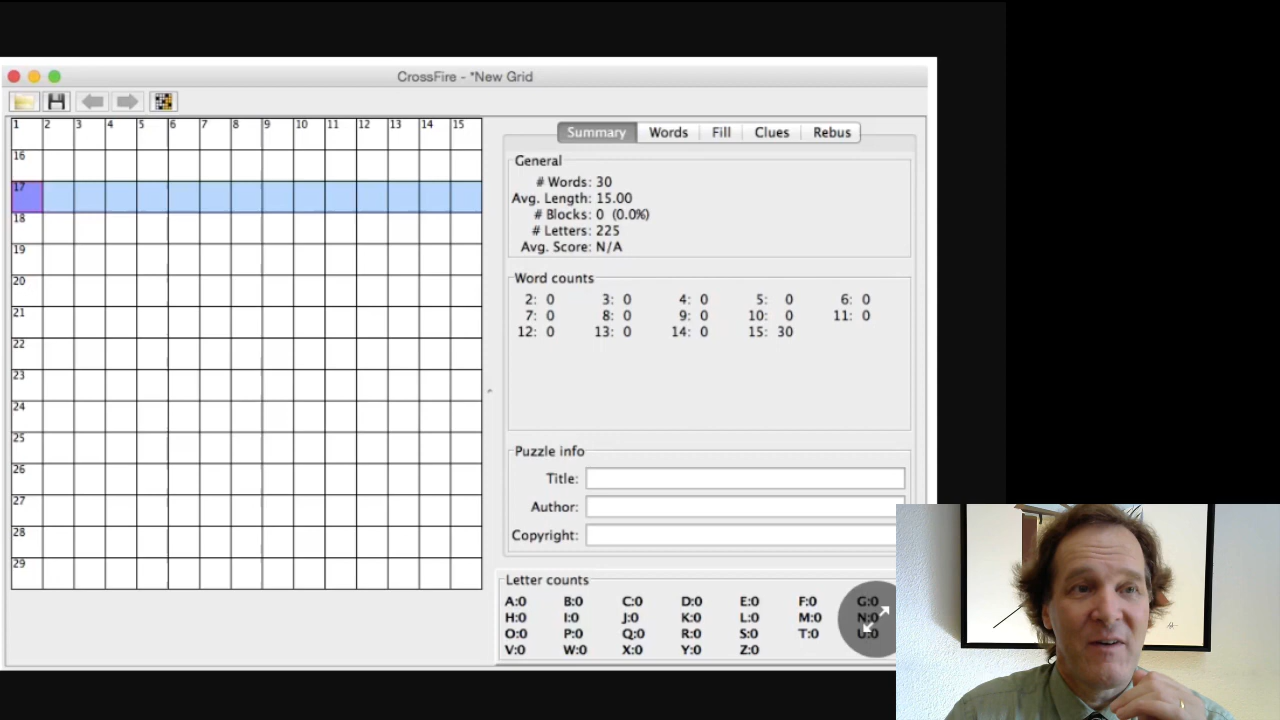 CrossFire - *New Grid
1 2 3 4 5 6 7 8 9 10 11 12 13 14 15
16
17
18
19
20
21
22
23
24
25
26
27
28
29
Summary Words Fill Clues Rebus
General
# Words: 30
Avg. Length: 15.00
# Blocks: 0 (0.0%)
# Letters: 225
Avg. Score: N/A
Word counts
2: 0 3: 0 4: 0 5: 0 6: 0
7: 0 8: 0 9: 0 10: 0 11: 0
12: 0 13: 0 14: 0 15: 30
Puzzle info
Title:
Author:
Copyright:
Letter counts
A:0 B:0 C:0 D:0 E:0 F:0 G:0
H:0 I:0 J:0 K:0 L:0 M:0 N:0
O:0 P:0 Q:0 R:0 S:0 T:0 U:0
V:0 W:0 X:0 Y:0 Z:0